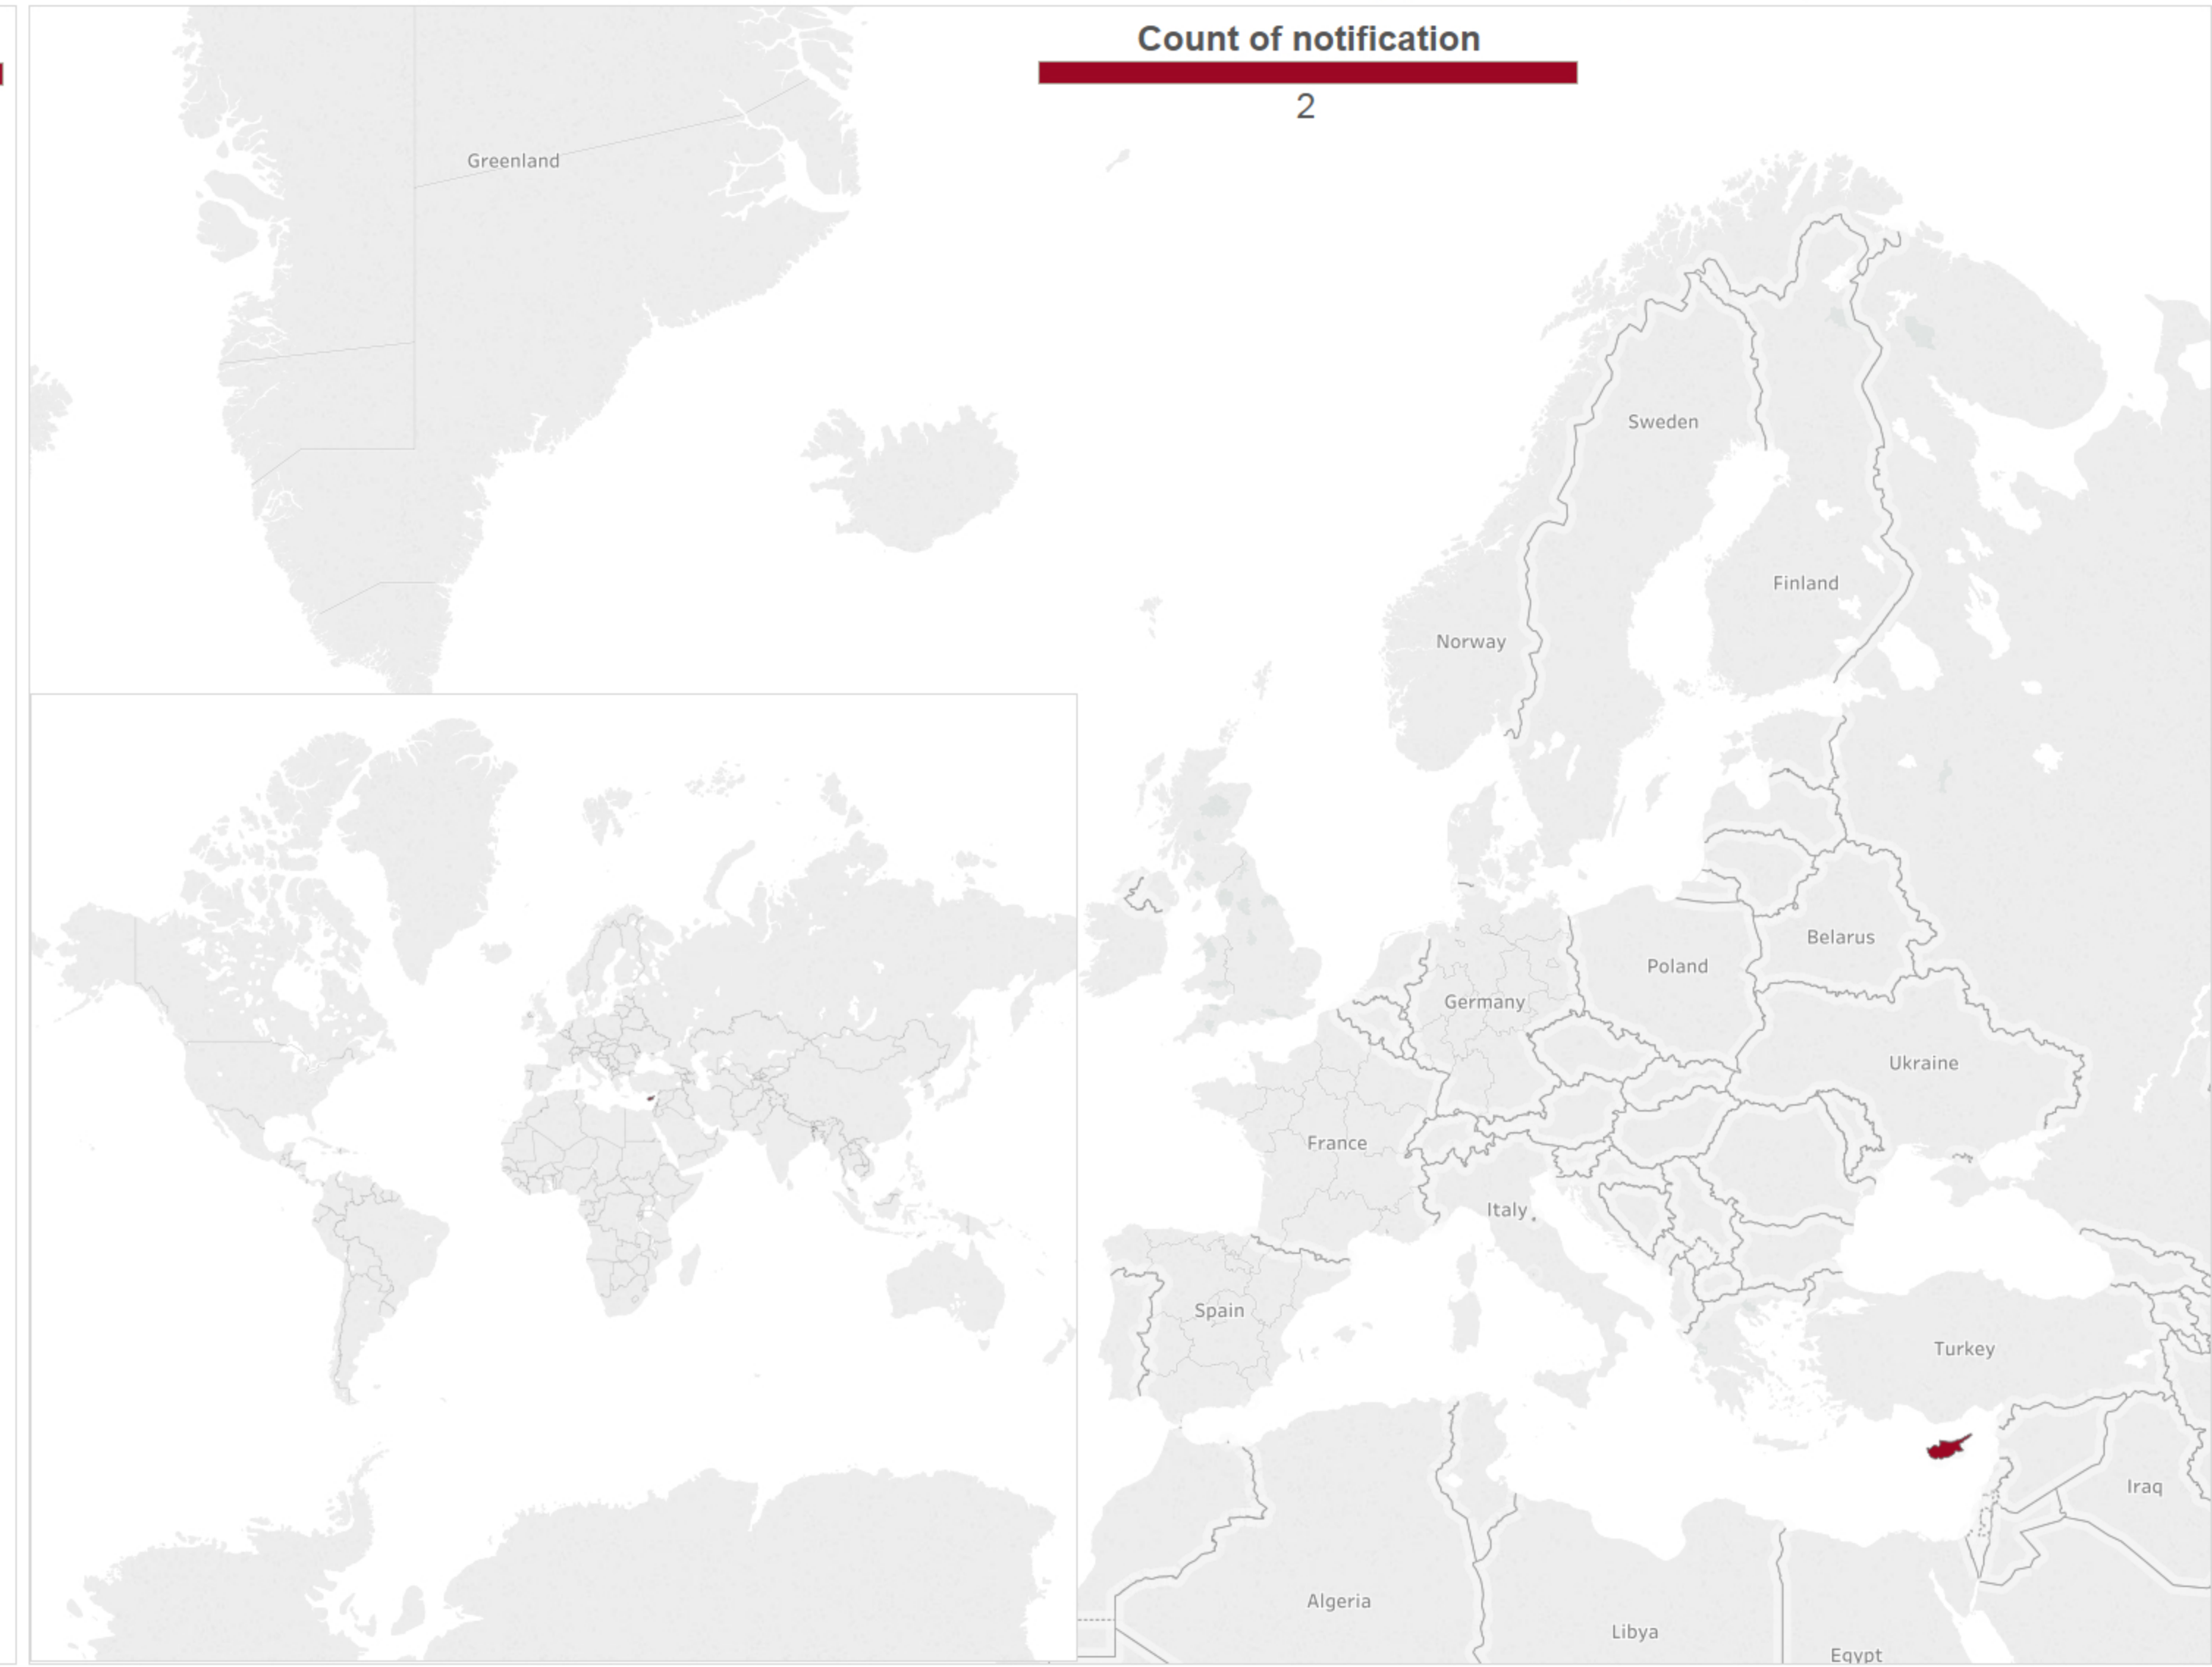 Count of notification
2
Greenland
Sweden
Finland
Norway
Belarus
Poland
Germany
Ukraine
France
Italy
Spain
Turkey
Iraq
Algeria
Libya
Egypt